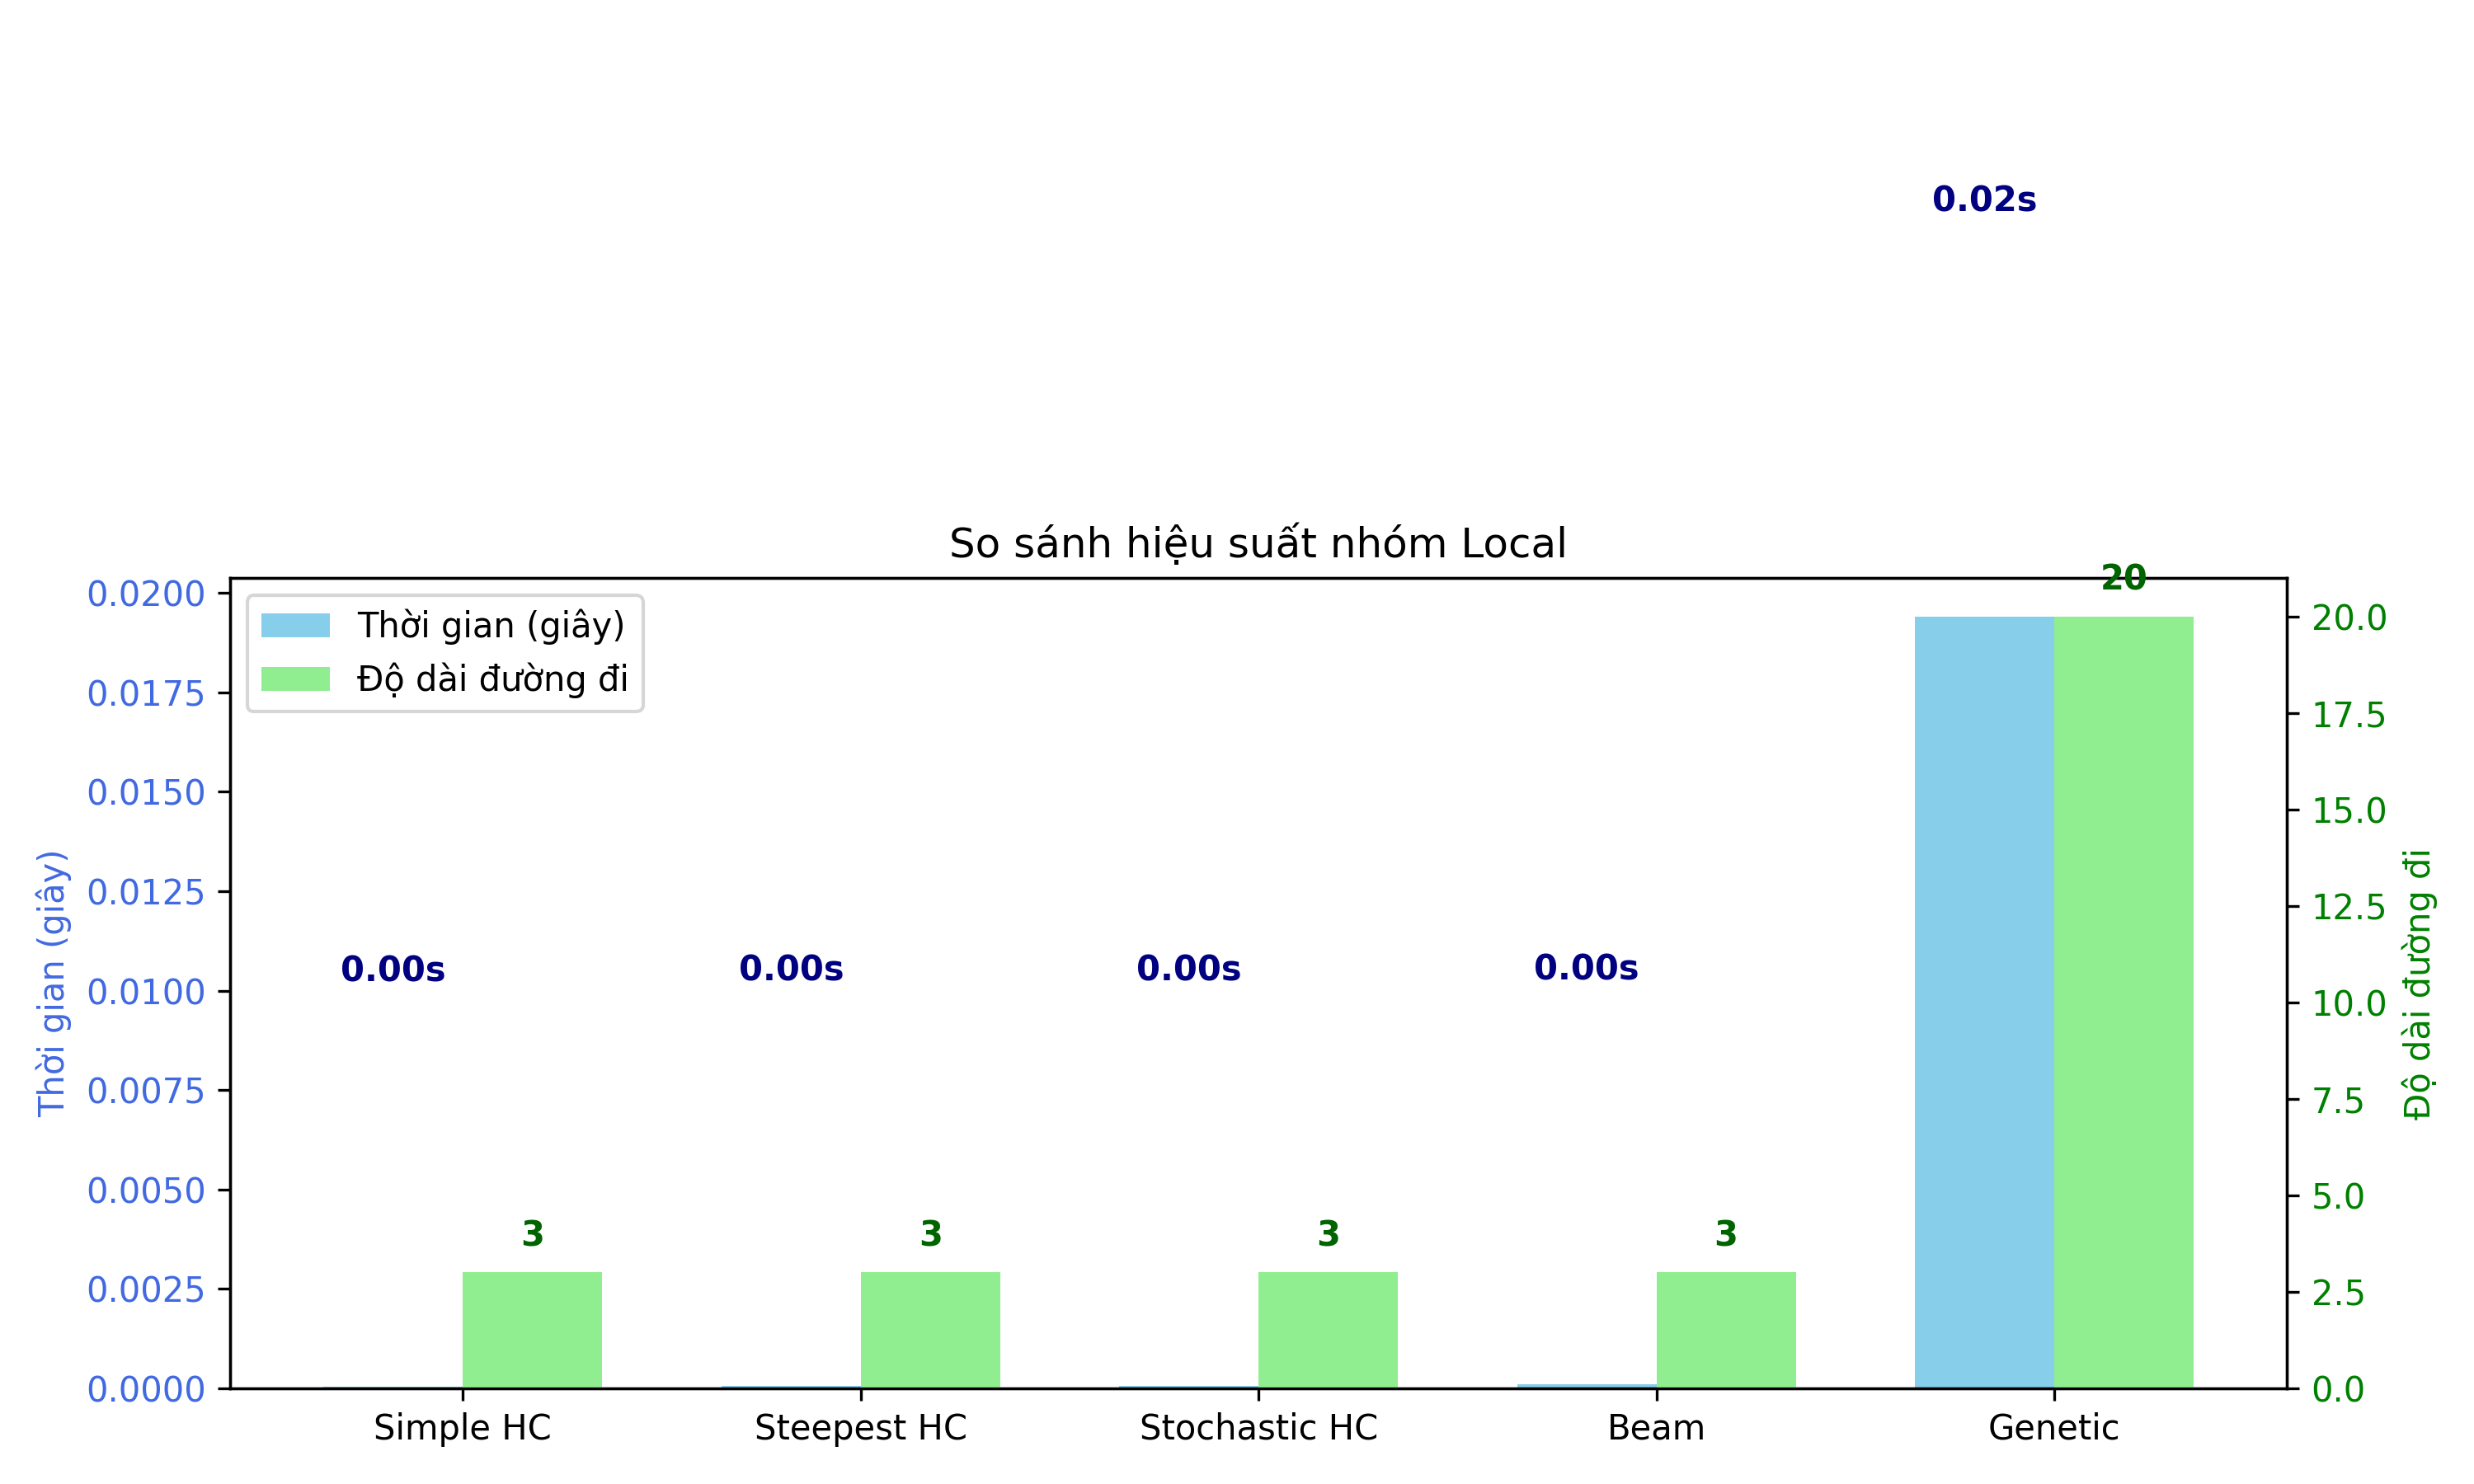 0.02s
So sánh hiệu suất nhóm Local
Thời gian (giây)
Độ dài đường đi
20
0.0200
0.0175
0.0150
0.0125
0.0100
0.0075
0.0050
0.0025
0.0000
Thời gian (giây)
20.0
17.5
15.0
12.5
10.0
7.5
5.0
2.5
0.0
Độ dài đường đi
0.00s
0.00s
0.00s
0.00s
3
3
3
3
Simple HC
Steepest HC
Stochastic HC
Beam
Genetic